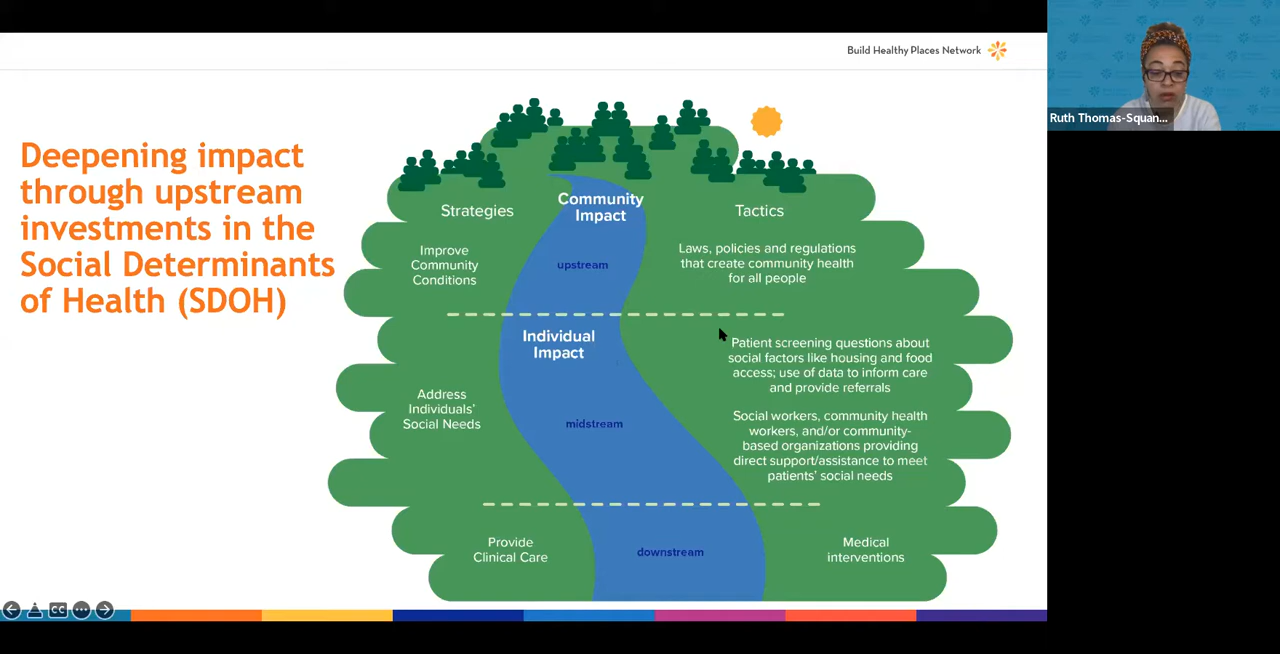 Build Healthy Places Network
Ruth Thomas-Squan...
Deepening impact
through upstream
investments in the
Social Determinants
of Health (SDOH)
Strategies
Community
Impact
Tactics
Improve
Community
Conditions
upstream
Laws, policies and regulations
that create community health
for all people
Individual
Impact
Patient screening questions about
social factors like housing and food
access; use of data to inform care
and provide referrals
Address
Individuals'
Social Needs
midstream
Social workers, community health
workers, and/or community-
based organizations providing
direct support/assistance to meet
patients' social needs
Provide
Clinical Care
downstream
Medical
interventions
CC